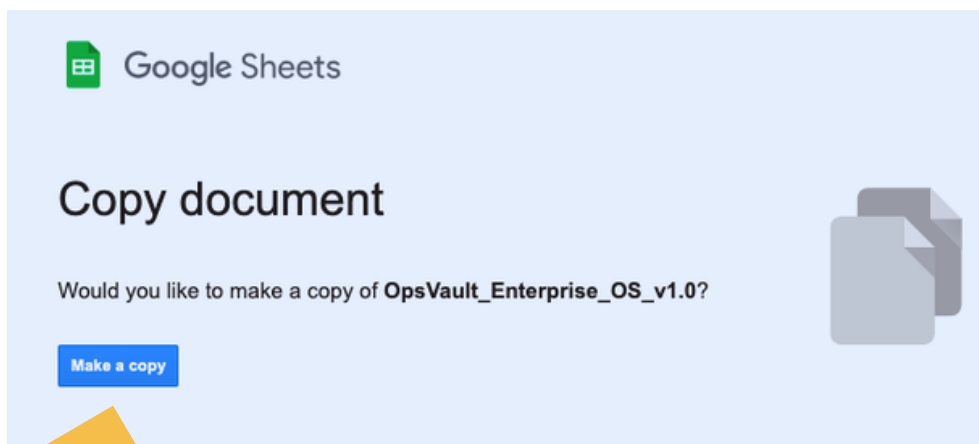 Google Sheets
Copy document
Would you like to make a copy of OpsVault_Enterprise_OS_v1.0?
Make a copy